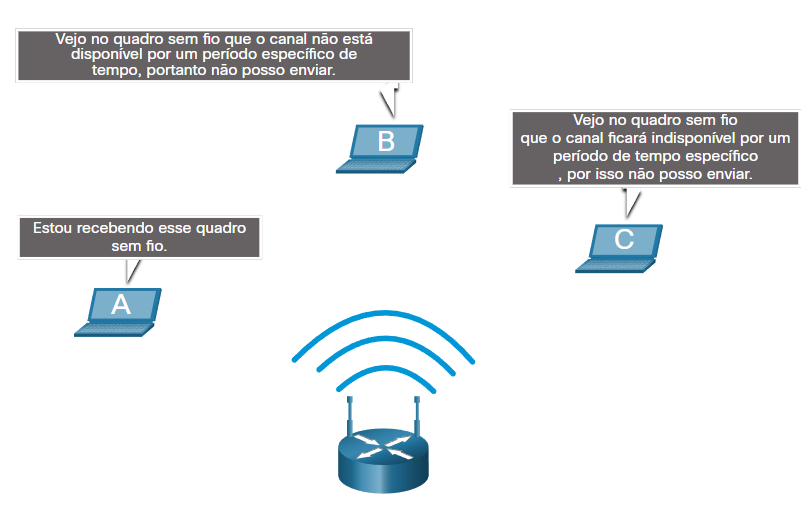 Vejo no quadro sem fio que o canal não está
disponível por um período específico de
tempo, portanto não posso enviar.
B
Vejo no quadro sem fio
que o canal ficará indisponível por um
período de tempo específico
, por isso não posso enviar.
C
Estou recebendo esse quadro
sem fio.
A